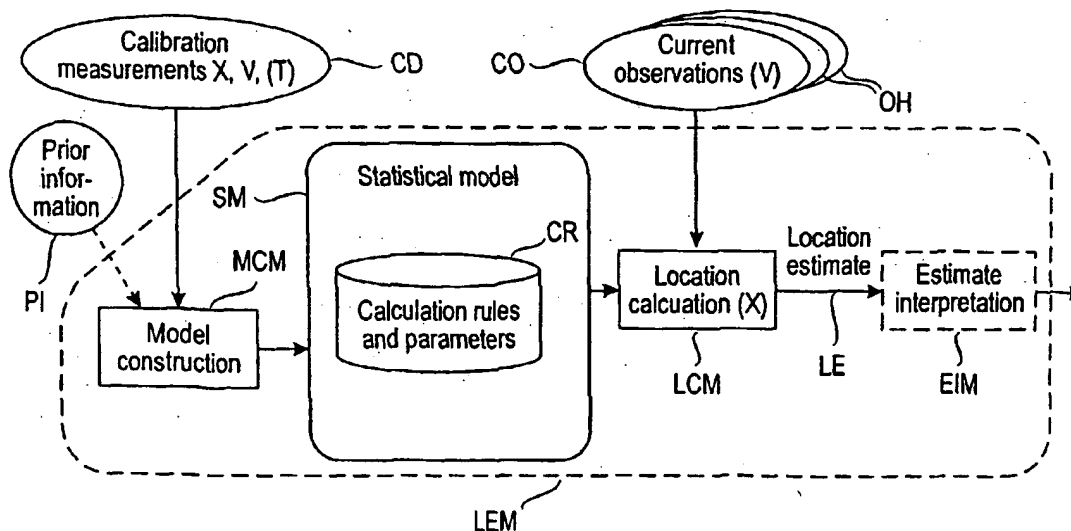 Calibration
measurements X, V, (T)
CD
CO
Current
observations (V)
OH
Prior
infor-
mation
PI
SM
Statistical model
MCM
CR
Model
construction
Calculation rules
and parameters
Location
calcuation (X)
LCM
Location
estimate
LE
Estimate
interpretation
EIM
LEM